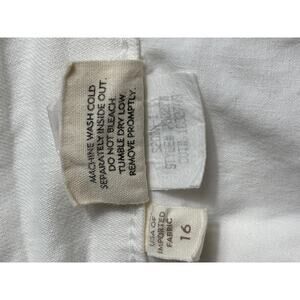 MACHINE WASH COLD
SEPARATELY INSIDE OUT.
DO NOT BLEACH.
TUMBLE DRY LOW
REMOVE PROMPTLY.
USA OF
IMPORTED
FABRIC
16